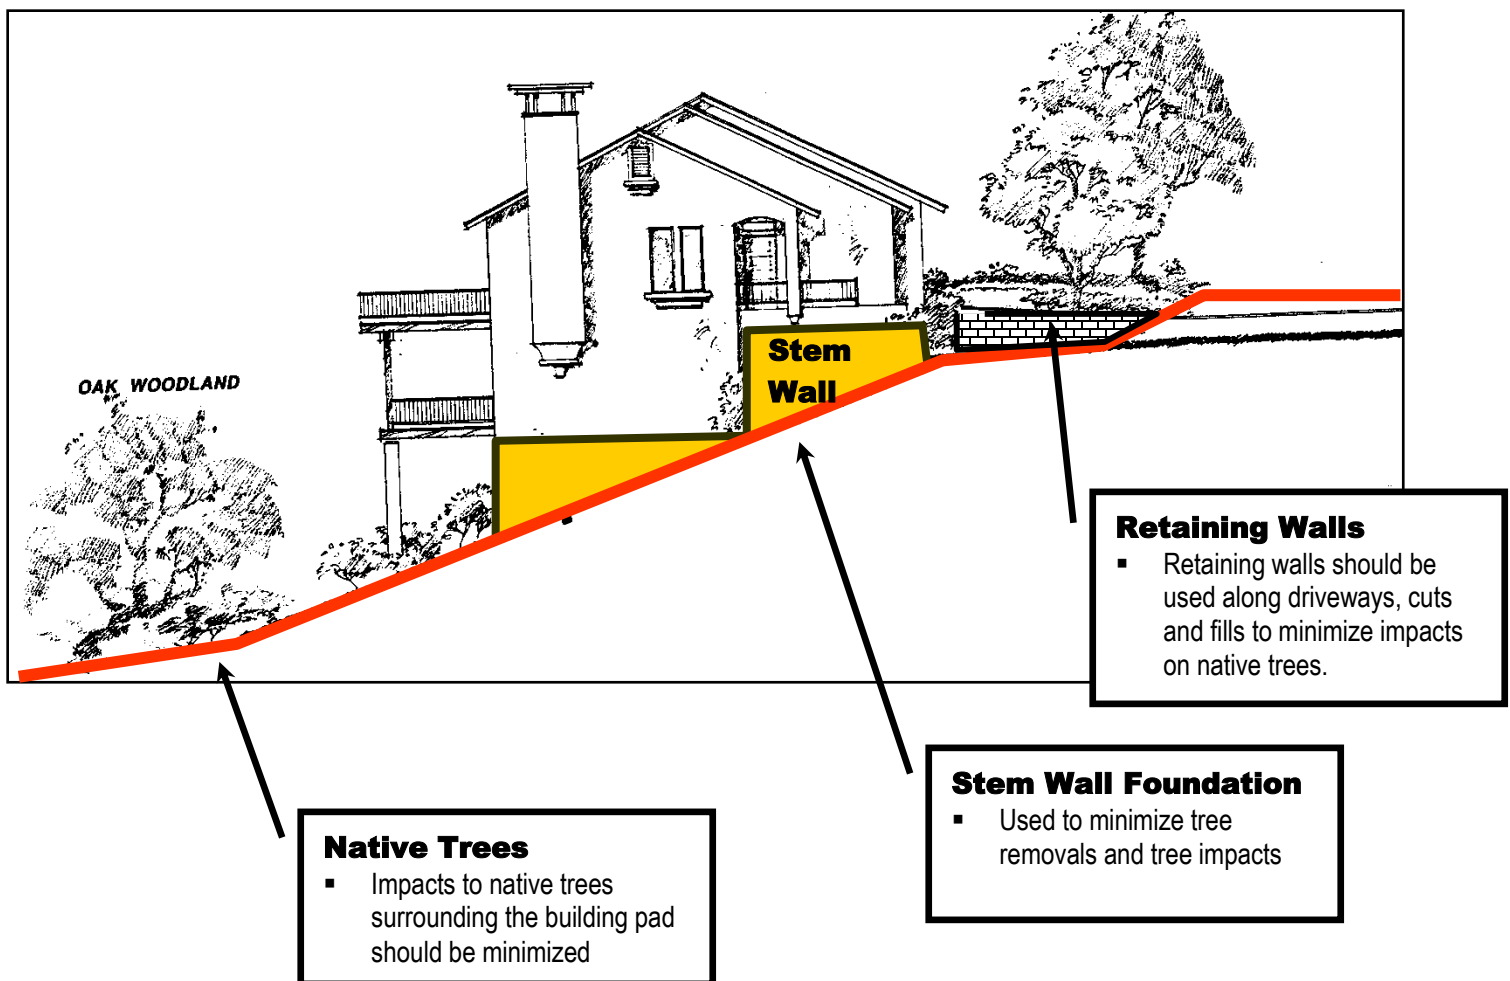 OAK WOODLAND
Stem
Wall
Retaining Walls
▪ Retaining walls should be
used along driveways, cuts
and fills to minimize impacts
on native trees.
Stem Wall Foundation
▪ Used to minimize tree
removals and tree impacts
Native Trees
▪ Impacts to native trees
surrounding the building pad
should be minimized